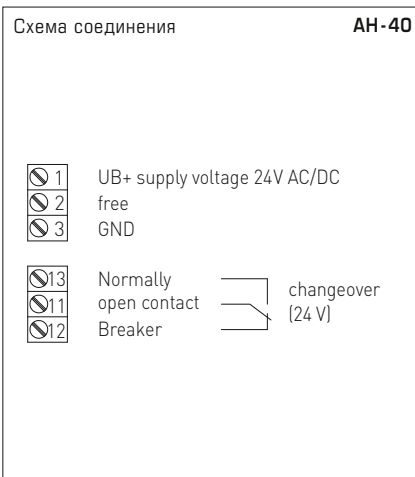 Схема соединения AH-40
1 UB+ supply voltage 24V AC/DC
2 free
3 GND
13 Normally
11 open contact
12 Breaker
changeover
(24 V)